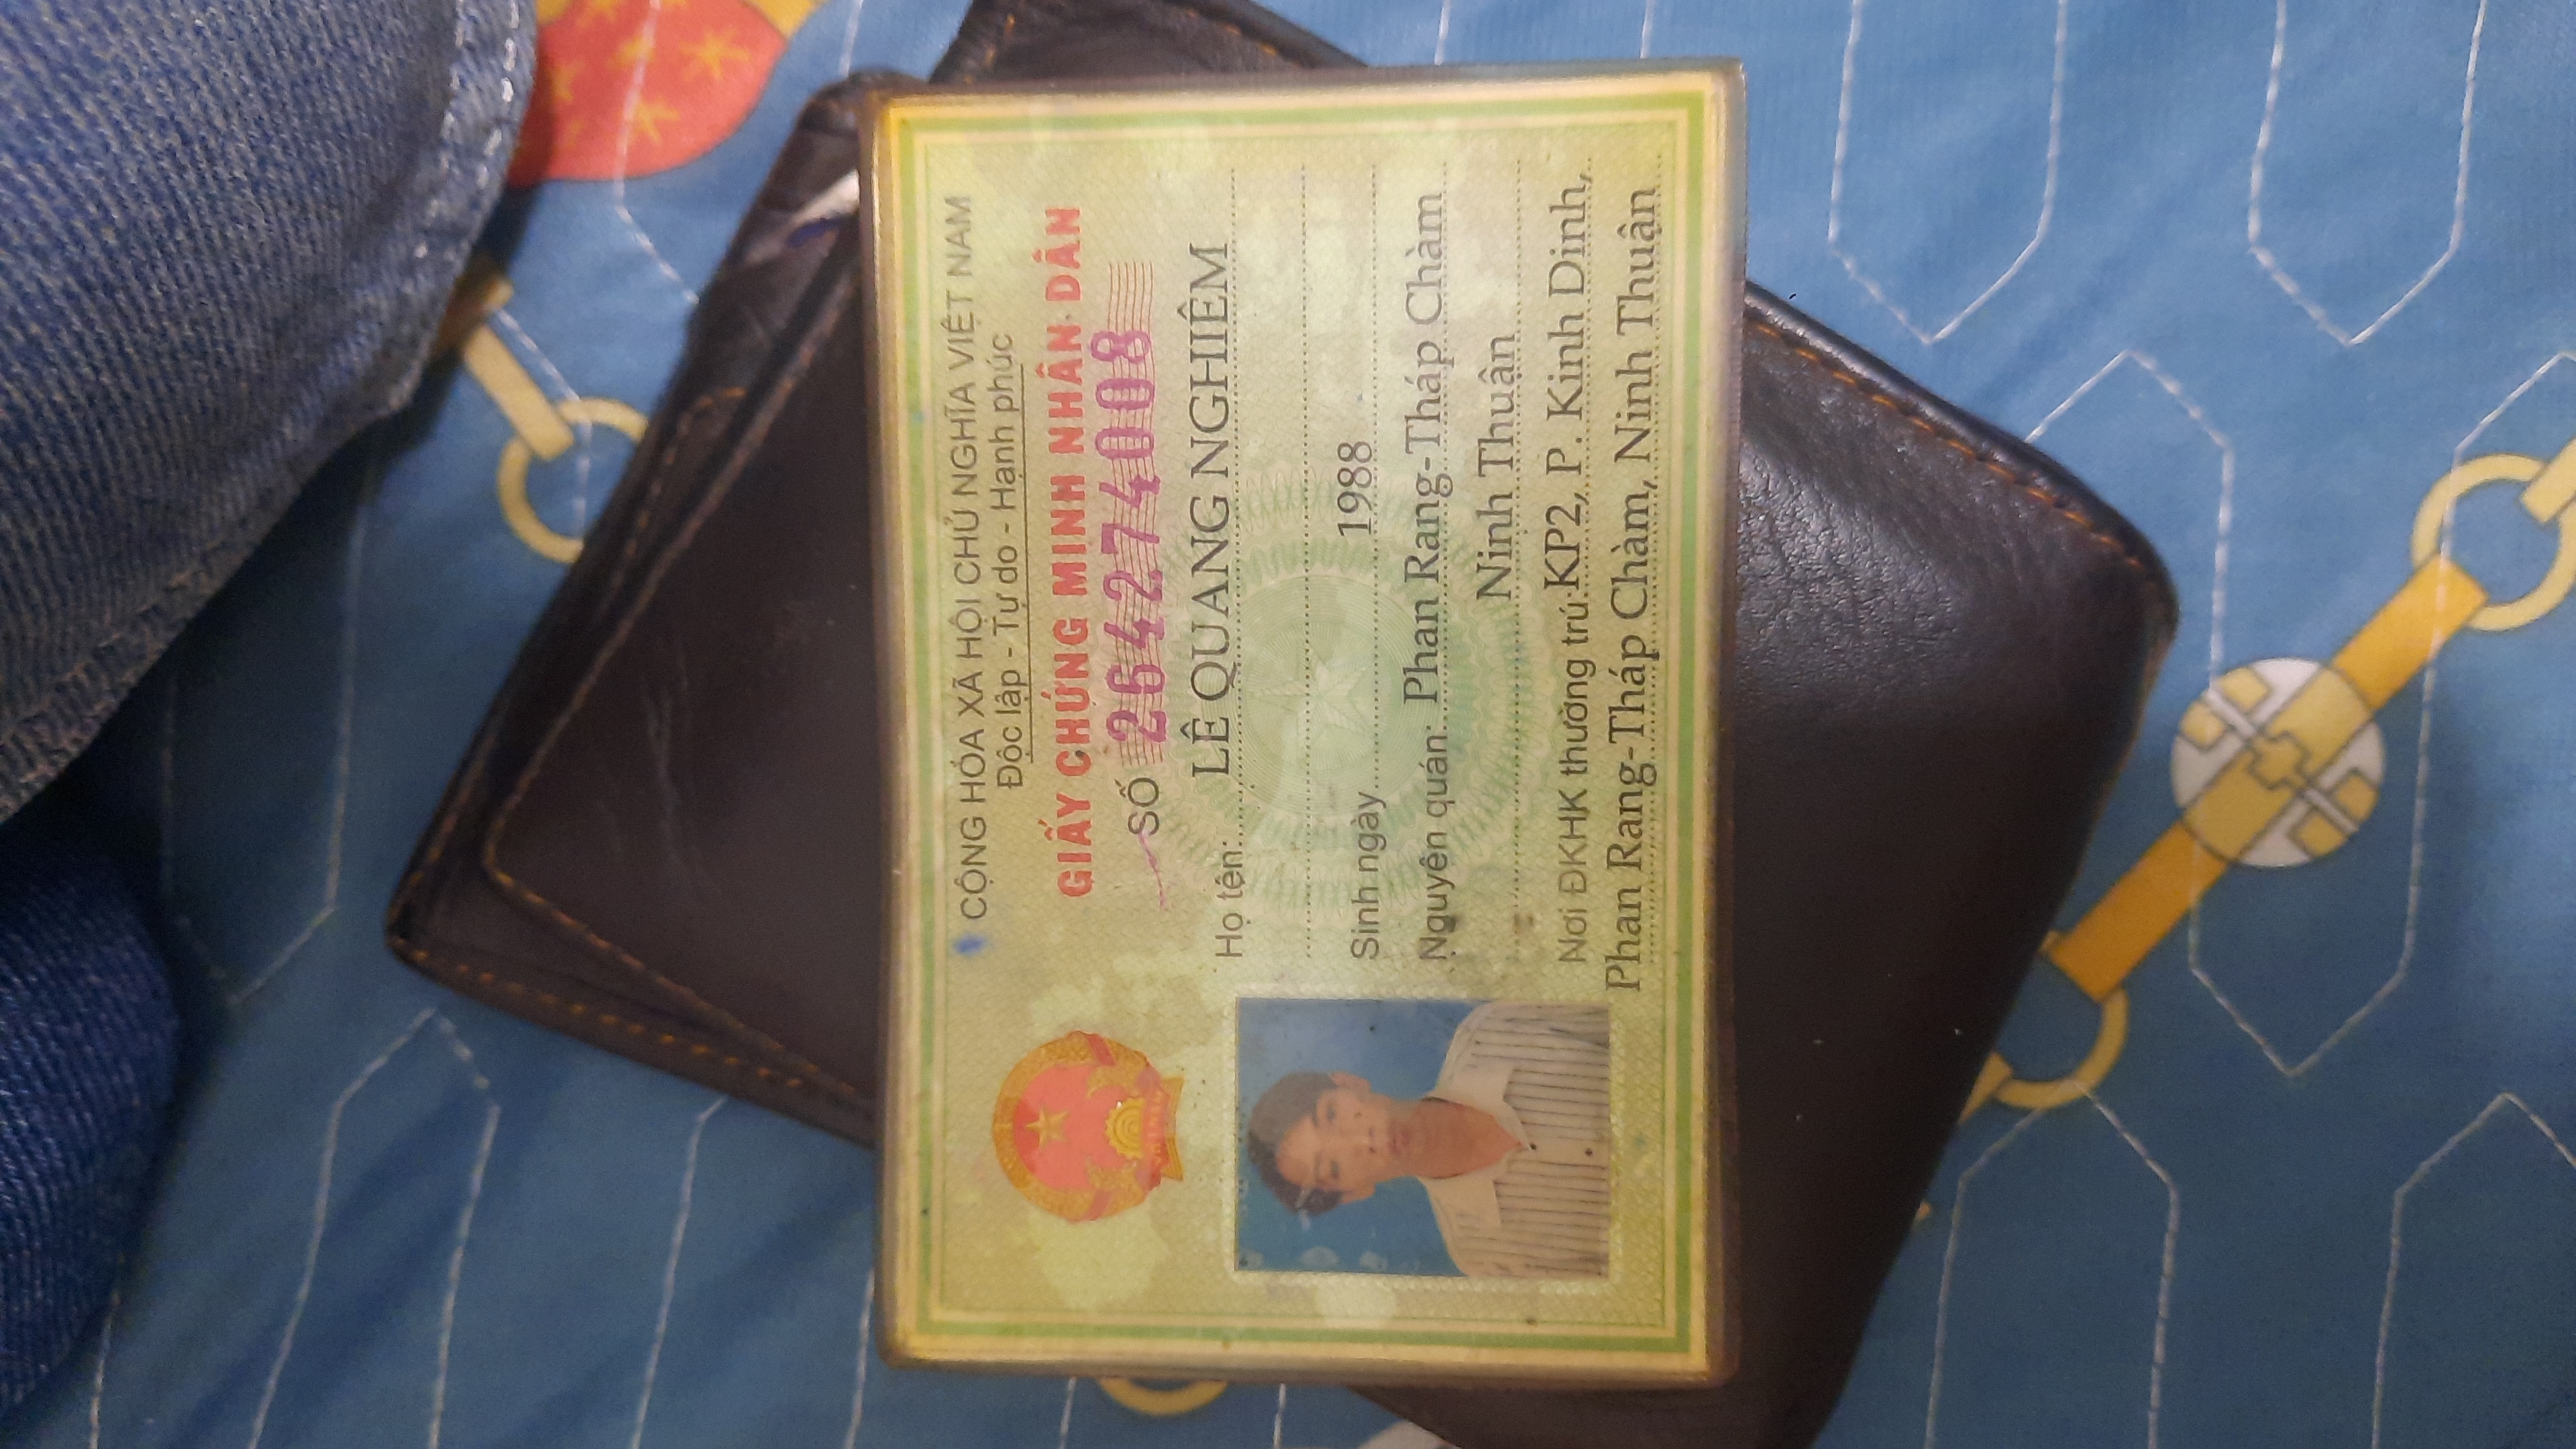 CỘNG HÒA XÃ HỘI CHỦ NGHĨA VIỆT NAM
Độc lập - Tự do - Hạnh phúc
GIẤY CHỨNG MINH NHÂN DÂN
SỐ 264274008
Họ tên: LÊ QUANG NGHIÊM
Sinh ngày 1988
Nguyên quán: Phan Rang-Tháp Chàm
Ninh Thuận
Nơi ĐKHK thường trú: KP2, P. Kinh Dinh,
Phan Rang-Tháp Chàm, Ninh Thuận
VIỆT NAM